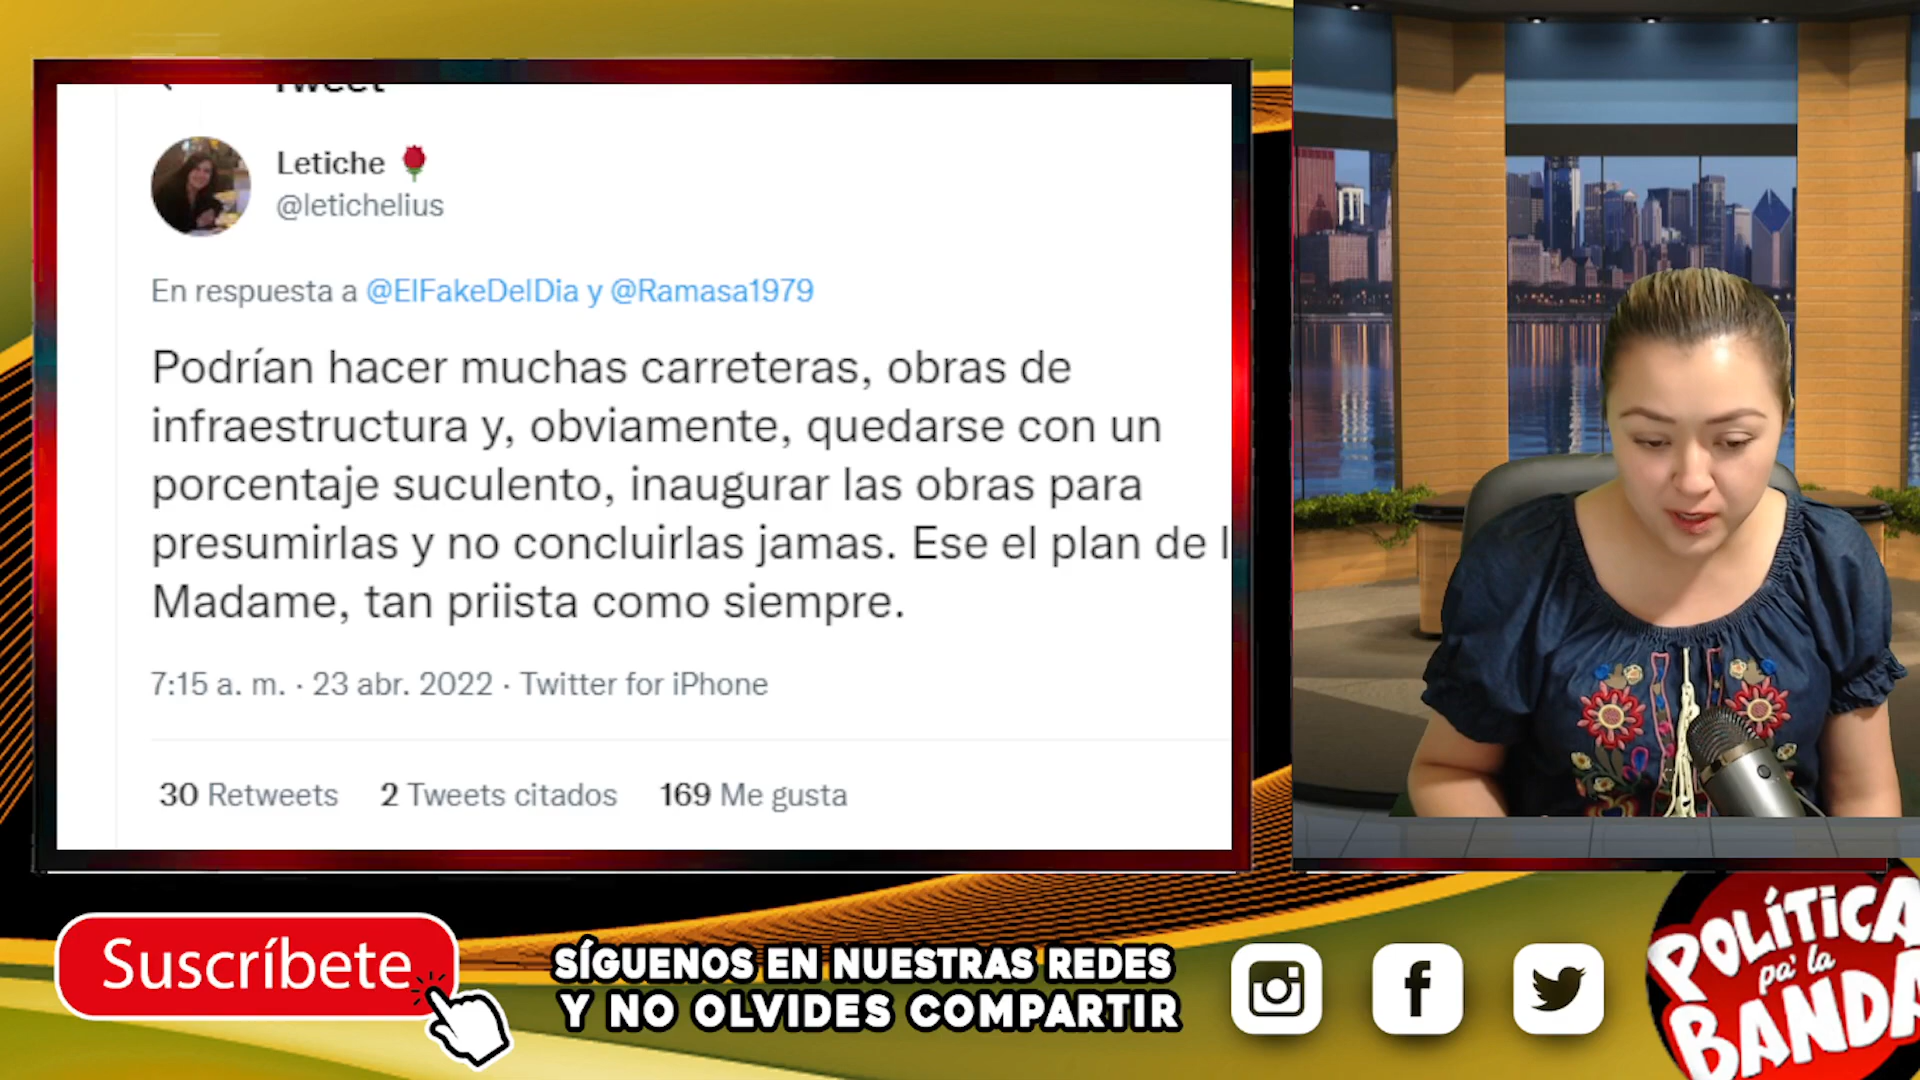 Tweet
Letiche
@letichelius
En respuesta a @ElFakeDelDia y @Ramasa1979
Podrían hacer muchas carreteras, obras de
infraestructura y, obviamente, quedarse con un
porcentaje suculento, inaugurar las obras para
presumirlas y no concluirlas jamas. Ese el plan de l
Madame, tan priista como siempre.
7:15 a. m. · 23 abr. 2022 · Twitter for iPhone
30 Retweets 2 Tweets citados 169 Me gusta
Suscríbete
SÍGUENOS EN NUESTRAS REDES
Y NO OLVIDES COMPARTIR
POLÍTICA
pa' la
BANDA